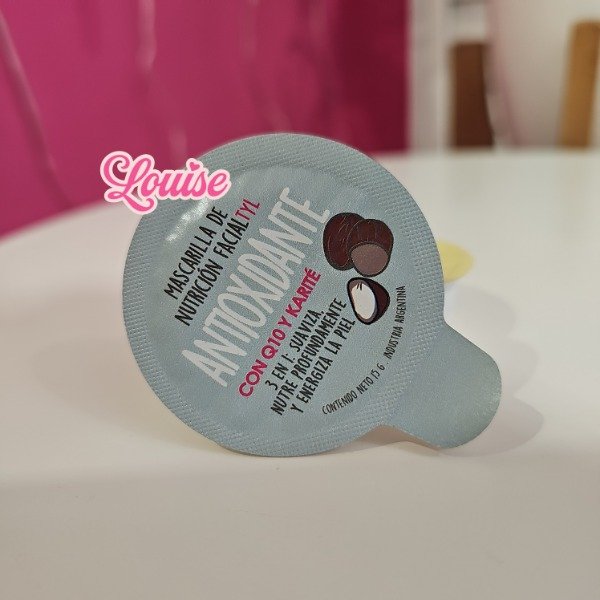 Louise
MASCARILLA DE
NUTRICIÓN FACIAL TYL
ANTIOXIDANTE
CON Q10 Y KARITÉ
3 EN 1: SUAVIZA,
NUTRE PROFUNDAMENTE
Y ENERGIZA LA PIEL
CONTENIDO NETO 15 G INDUSTRIA ARGENTINA